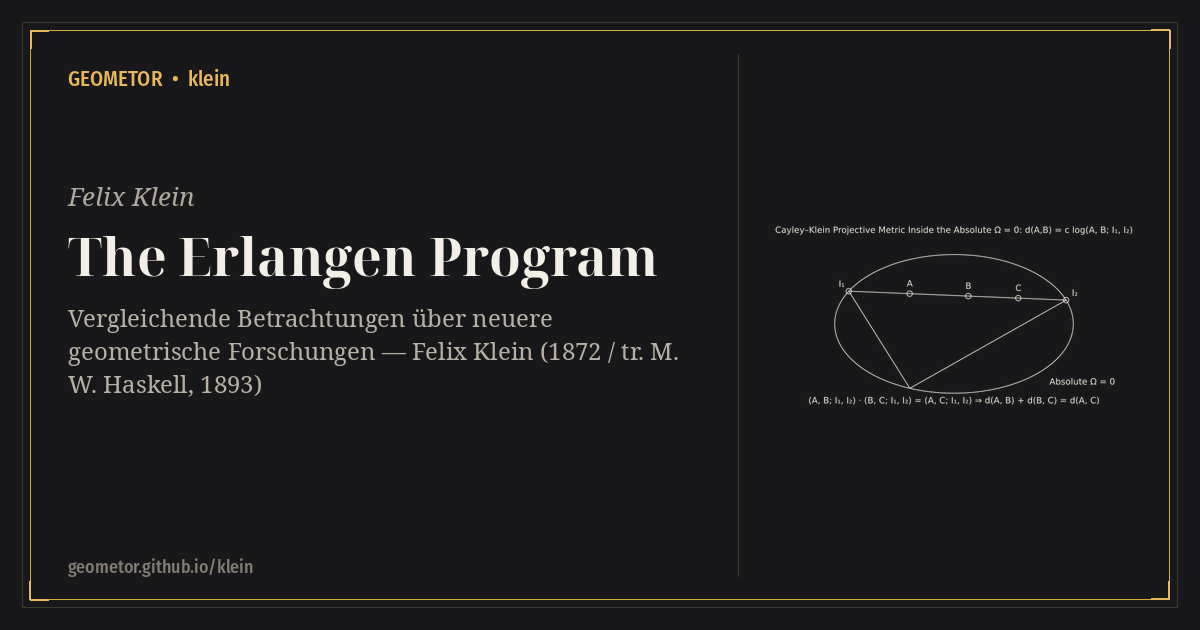 GEOMETOR • klein
Felix Klein
The Erlangen Program
Vergleichende Betrachtungen über neuere
geometrische Forschungen — Felix Klein (1872 / tr. M.
W. Haskell, 1893)
geometor.github.io/klein
Cayley–Klein Projective Metric Inside the Absolute Ω = 0: d(A,B) = c log(A, B; I₁, I₂)
I₁
A
B
C
I₂
Absolute Ω = 0
(A, B; I₁, I₂) · (B, C; I₁, I₂) = (A, C; I₁, I₂) ⇒ d(A, B) + d(B, C) = d(A, C)